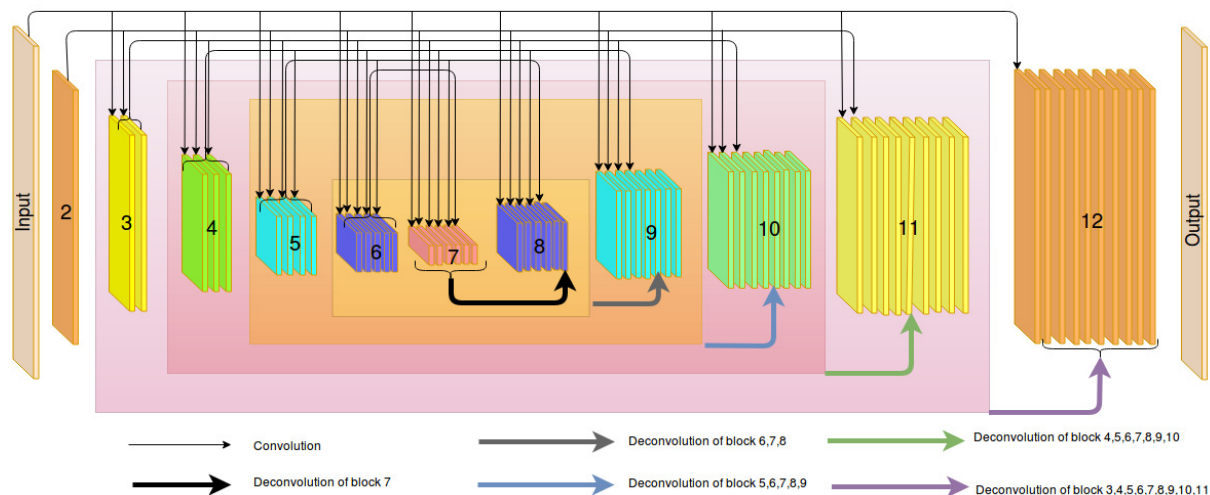 Input
2
3
4
5
6
7
8
9
10
11
12
Output
Convolution
Deconvolution of block 6,7,8
Deconvolution of block 4,5,6,7,8,9,10
Deconvolution of block 7
Deconvolution of block 5,6,7,8,9
Deconvolution of block 3,4,5,6,7,8,9,10,11